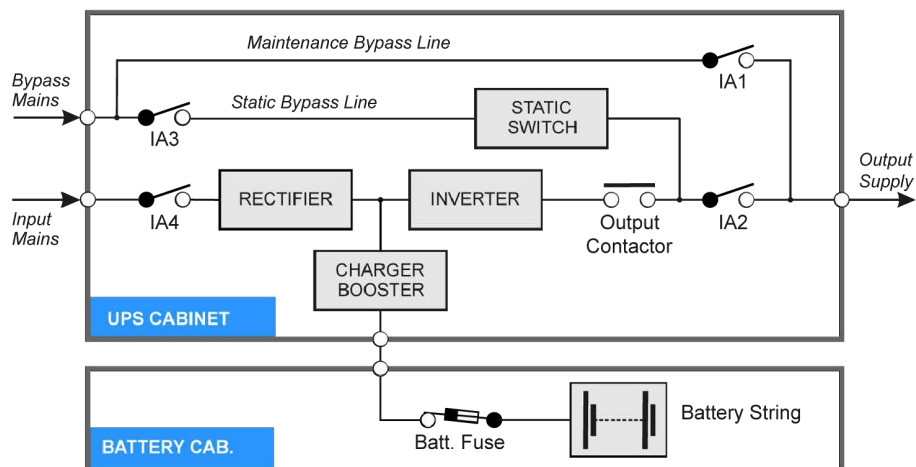 Maintenance Bypass Line
IA1
Bypass
Mains
Static Bypass Line
STATIC
SWITCH
IA3
Output
Supply
RECTIFIER
INVERTER
Input
Mains
IA4
Output
Contactor
IA2
CHARGER
BOOSTER
UPS CABINET
Battery String
Batt. Fuse
BATTERY CAB.